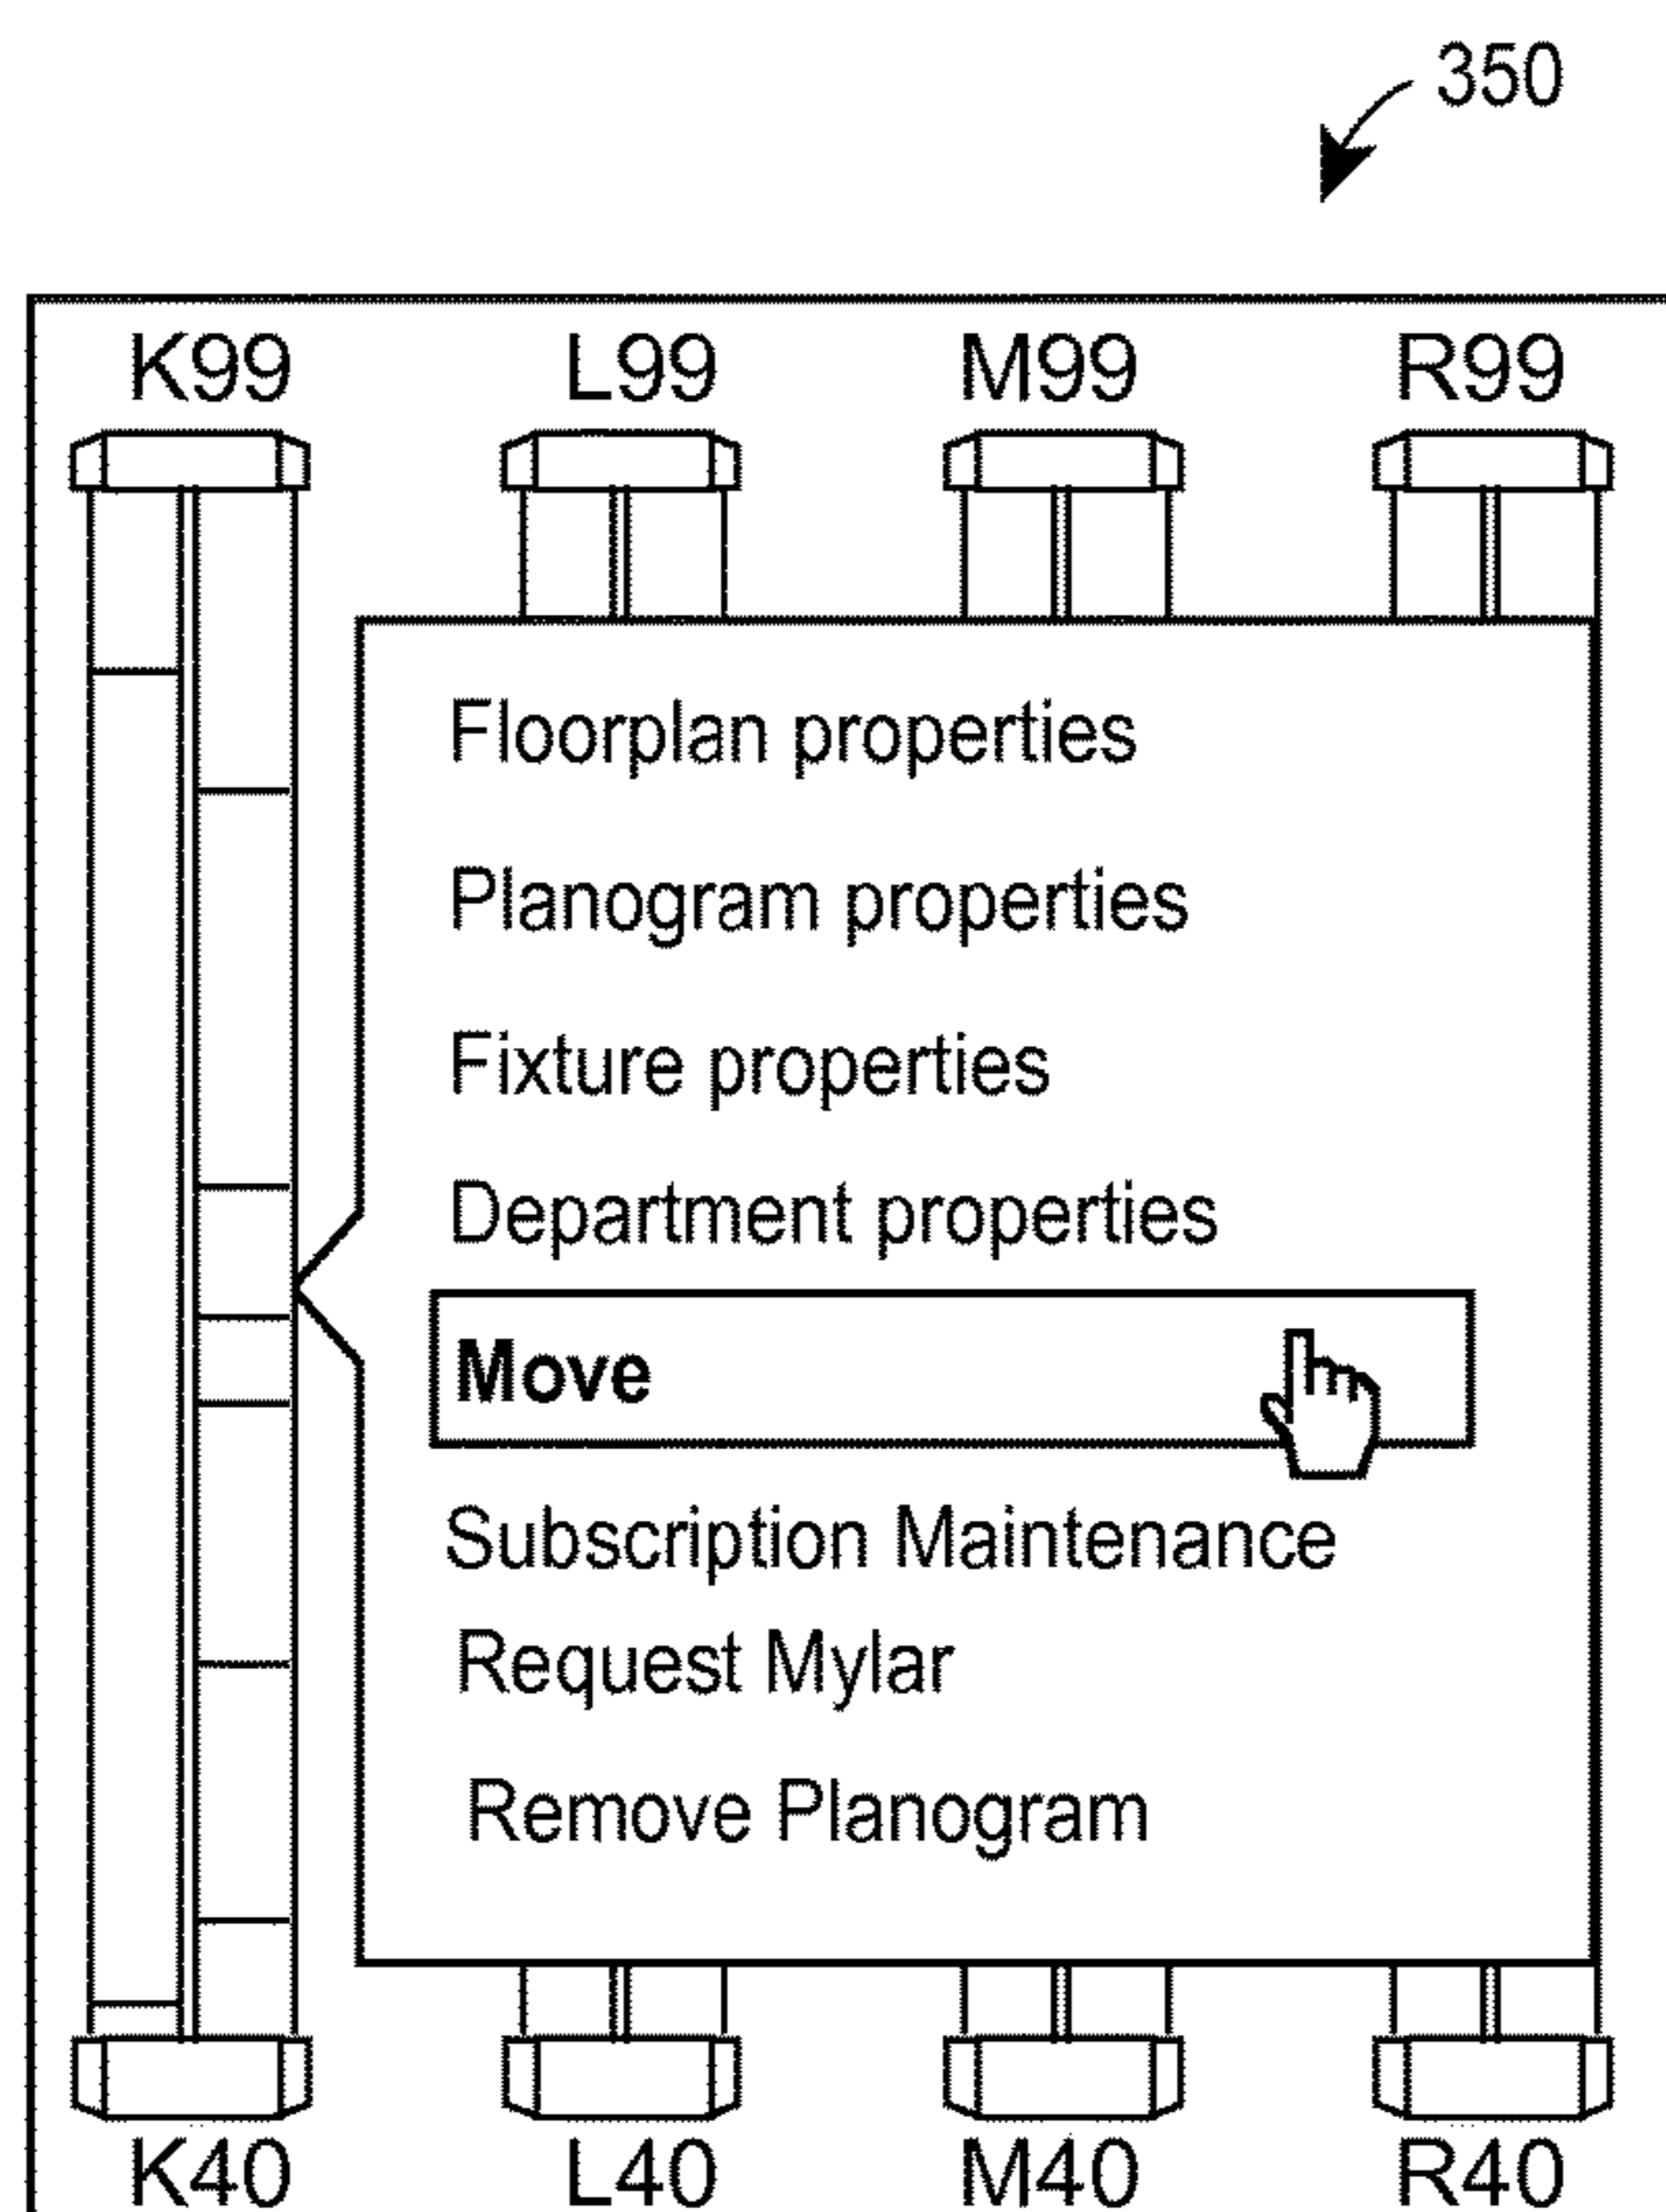 350
K99 L99 M99 R99
Floorplan properties
Planogram properties
Fixture properties
Department properties
Move
Subscription Maintenance
Request Mylar
Remove Planogram
K40 L40 M40 R40